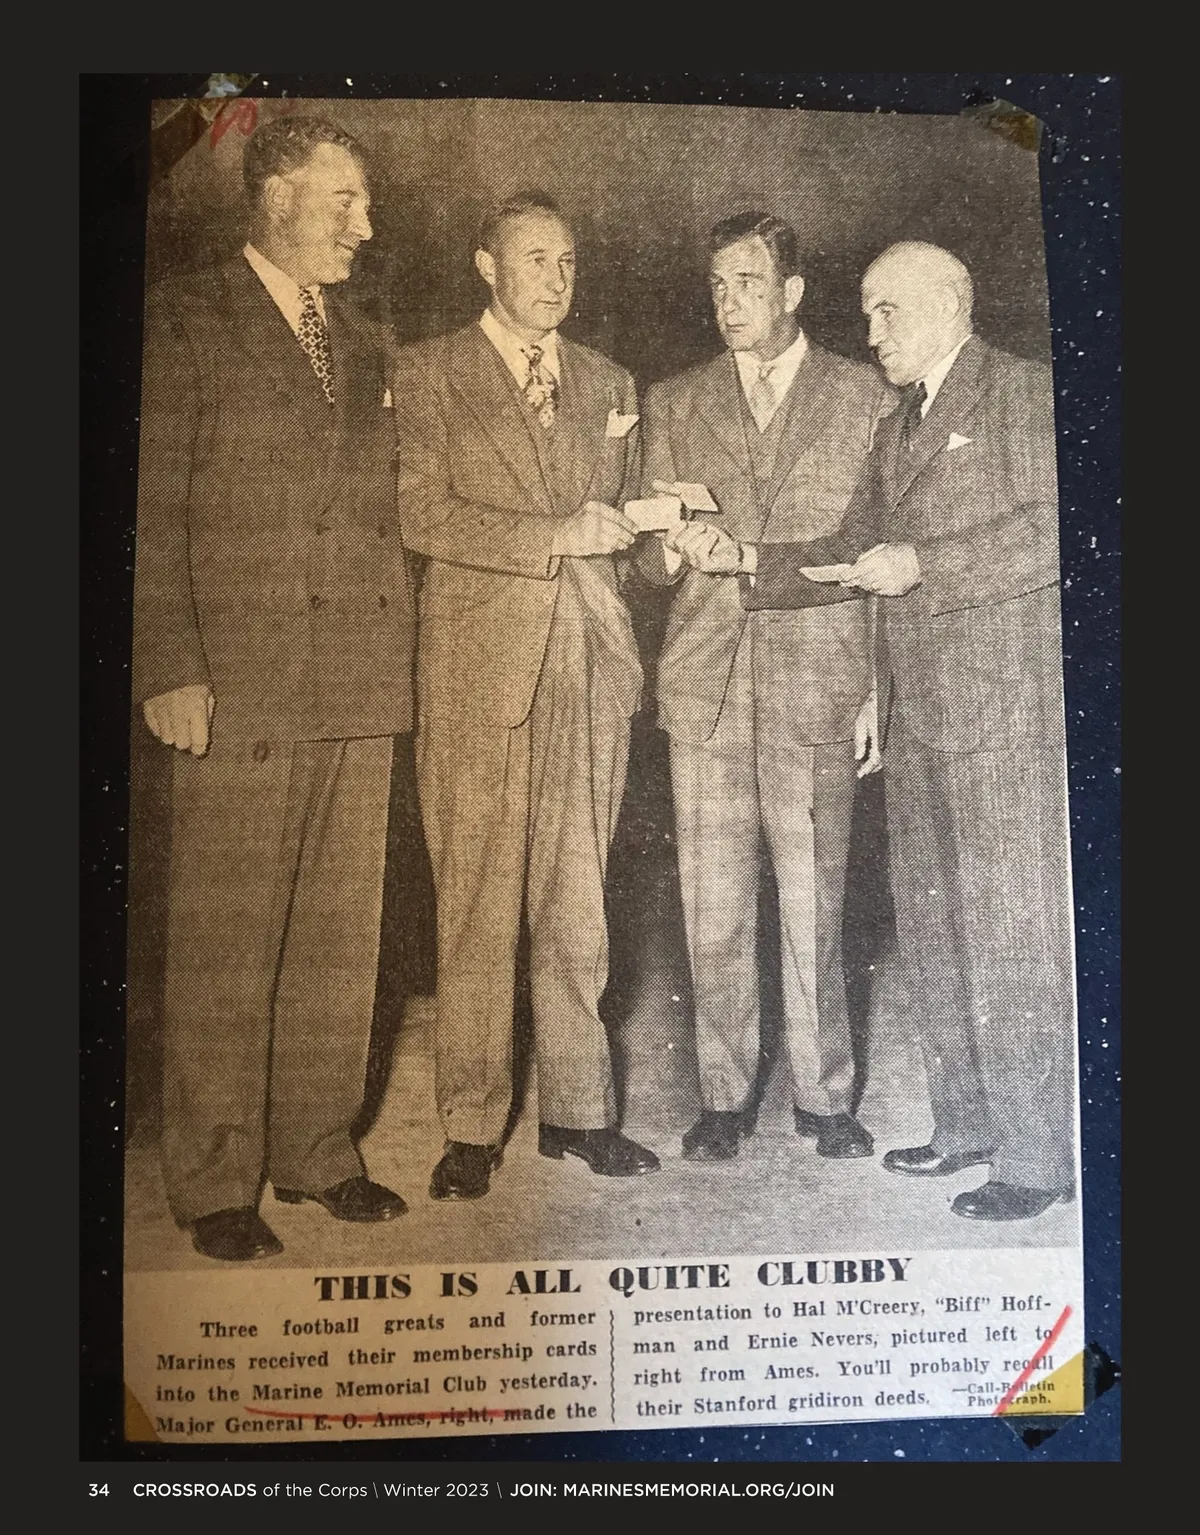 THIS IS ALL QUITE CLUBBY
Three football greats and former
Marines received their membership cards
into the Marine Memorial Club yesterday.
Major General E. O. Ames, right, made the
presentation to Hal M'Creery, "Biff" Hoff-
man and Ernie Nevers, pictured left to
right from Ames. You'll probably recall
their Stanford gridiron deeds.
—Call-Bulletin
Photograph.
34 CROSSROADS of the Corps \ Winter 2023 \ JOIN: MARINESMEMORIAL.ORG/JOIN